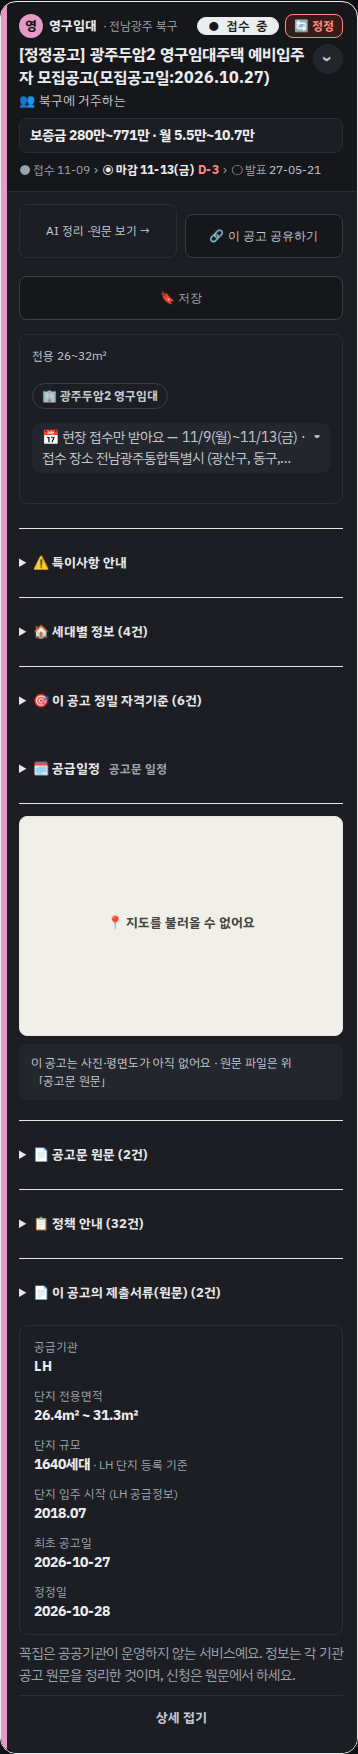 영 영구임대 · 전남광주 북구 ● 접수 중 🔄 정정
[정정공고] 광주두암2 영구임대주택 예비입주
자 모집공고(모집공고일:2026.10.27)
👥 북구에 거주하는
보증금 280만~771만 · 월 5.5만~10.7만
● 접수 11-09 › ◉ 마감 11-13(금) D-3 › ○ 발표 27-05-21
AI 정리 ·원문 보기 →
🔗 이 공고 공유하기
🔖 저장
전용 26~32m²
🏢 광주두암2 영구임대
📅 현장 접수만 받아요 — 11/9(월)~11/13(금) ·
접수 장소 전남광주통합특별시 (광산구, 동구,...
▶ ⚠️ 특이사항 안내
▶ 🏠 세대별 정보 (4건)
▶ 🎯 이 공고 정밀 자격기준 (6건)
▶ 🗓️ 공급일정 공고문 일정
📍 지도를 불러올 수 없어요
이 공고는 사진·평면도가 아직 없어요 · 원문 파일은 위
「공고문 원문」
▶ 📄 공고문 원문 (2건)
▶ 📋 정책 안내 (32건)
▶ 📄 이 공고의 제출서류(원문) (2건)
공급기관
LH
단지 전용면적
26.4m² ~ 31.3m²
단지 규모
1640세대 · LH 단지 등록 기준
단지 입주 시작 (LH 공급정보)
2018.07
최초 공고일
2026-10-27
정정일
2026-10-28
꼭집은 공공기관이 운영하지 않는 서비스예요. 정보는 각 기관
공고 원문을 정리한 것이며, 신청은 원문에서 하세요.
상세 접기